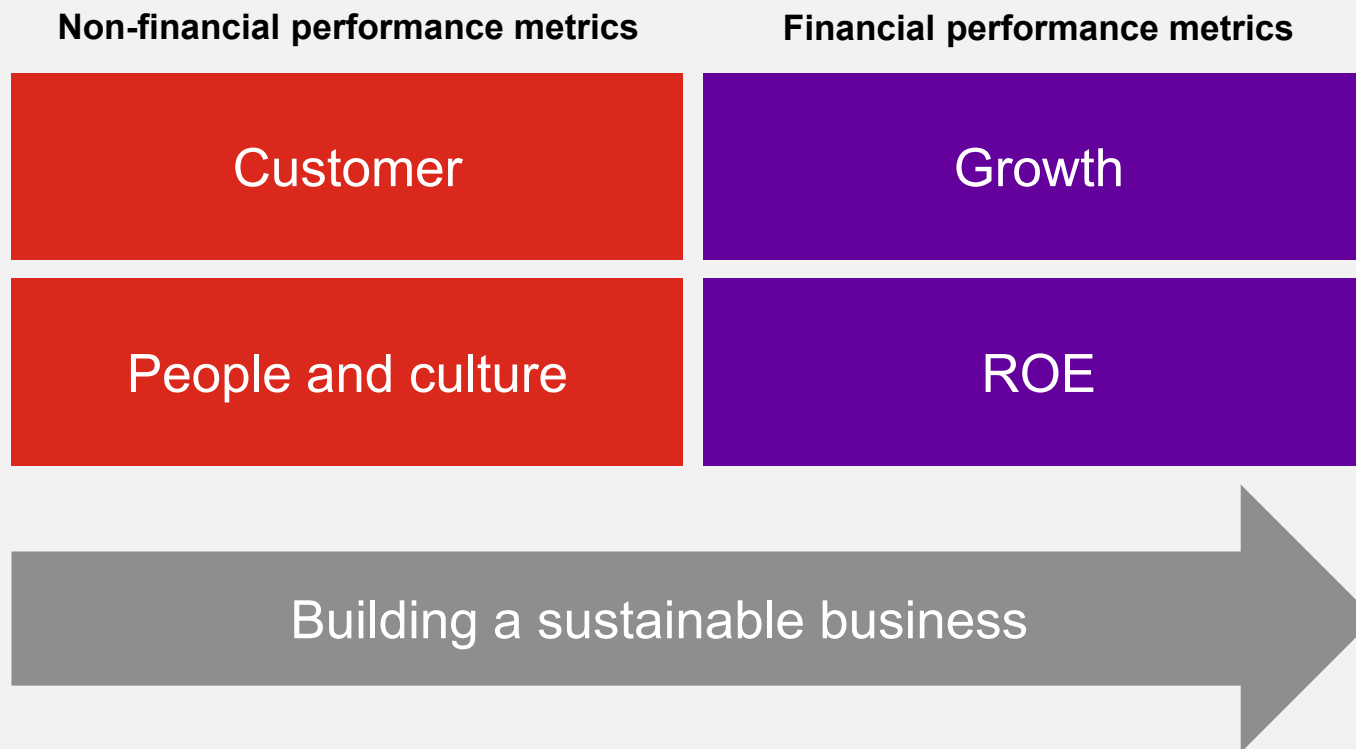 Non-financial performance metrics
Financial performance metrics
Customer
Growth
People and culture
ROE
Building a sustainable business